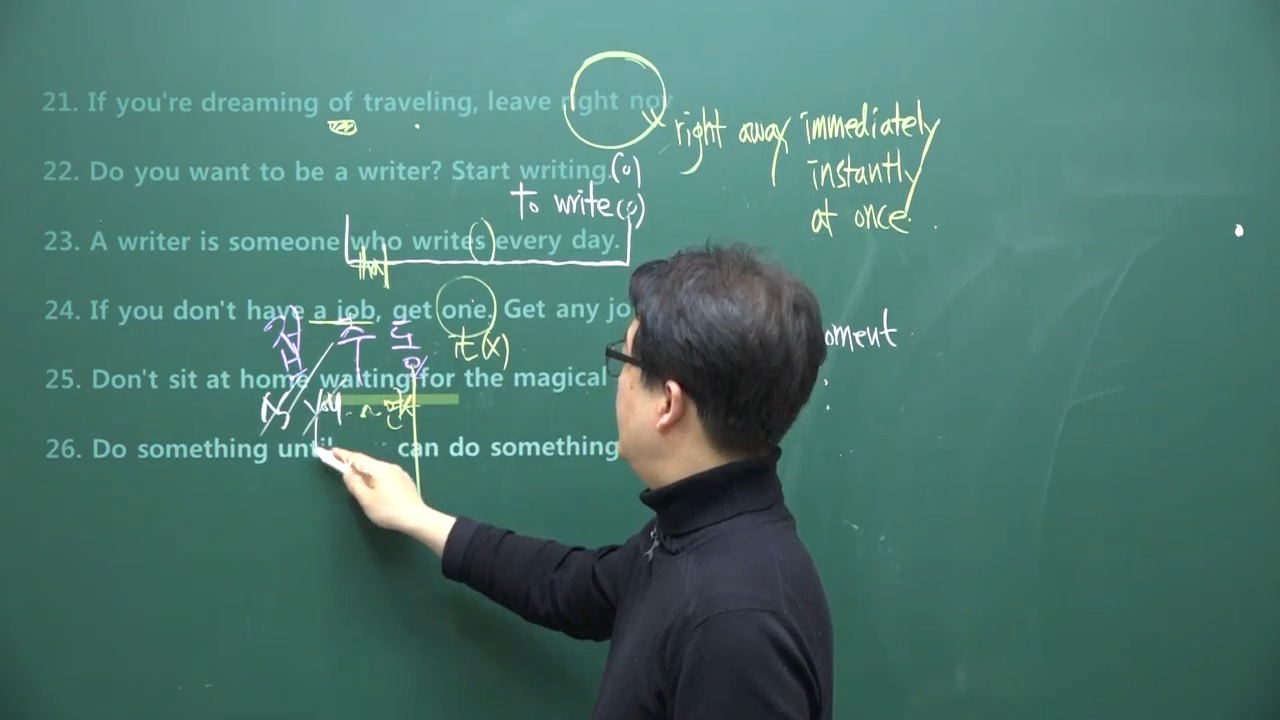 21. If you're dreaming of traveling, leave right now
right away immediately
instantly
at once.
22. Do you want to be a writer? Start writing. (o)
to write (o)
23. A writer is someone who writes every day.
that
24. If you don't have a job, get one. Get any jo
접 주 동
it (x)
oment
25. Don't sit at home waiting for the magical
26. Do something until can do something